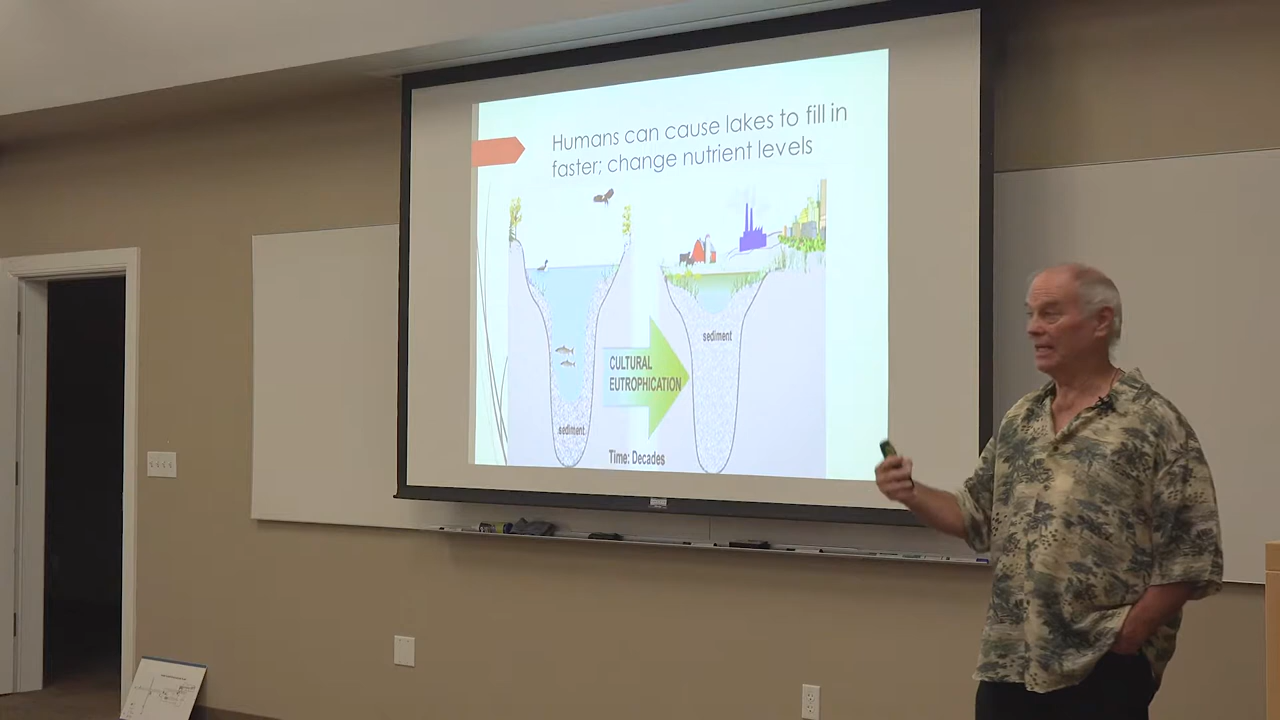 Humans can cause lakes to fill in
faster; change nutrient levels
sediment
CULTURAL
EUTROPHICATION
sediment
Time: Decades